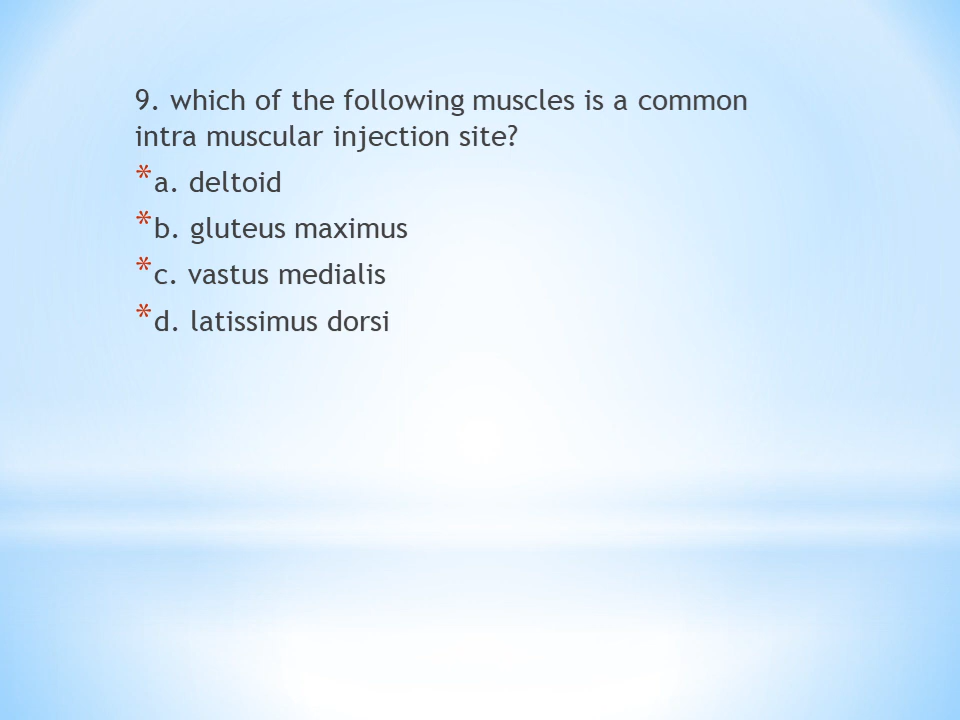 9. which of the following muscles is a common
intra muscular injection site?
* a. deltoid
* b. gluteus maximus
* c. vastus medialis
* d. latissimus dorsi